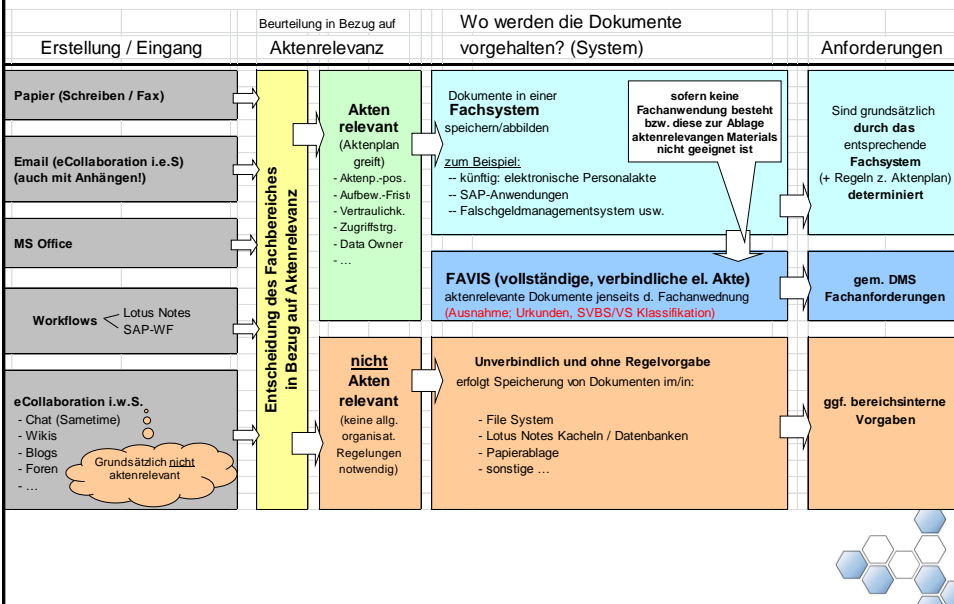 Beurteilung in Bezug auf
Wo werden die Dokumente
Erstellung / Eingang
Aktenrelevanz
vorgehalten? (System)
Anforderungen
Papier (Schreiben / Fax)
Email (eCollaboration i.e.S)
(auch mit Anhängen!)
MS Office
Workflows
Lotus Notes
SAP-WF
eCollaboration i.w.S.
- Chat (Sametime)
- Wikis
- Blogs
- Foren
- ...
Grundsätzlich nicht
aktenrelevant
Entscheidung des Fachbereiches
in Bezug auf Aktenrelevanz
Akten
relevant
(Aktenplan
greift)
- Aktenp.-pos.
- Aufbew.-Frist
- Vertraulichk.
- Zugriffstrg.
- Data Owner
- ...
nicht
Akten
relevant
(keine allg.
organisat.
Regelungen
notwendig)
Dokumente in einer
Fachsystem
speichern/abbilden
zum Beispiel:
-- künftig: elektronische Personalakte
-- SAP-Anwendungen
-- Falschgeldmanagementsystem usw.
sofern keine
Fachanwendung besteht
bzw. diese zur Ablage
aktenrelevangen Materials
nicht geeignet ist
FAVIS (vollständige, verbindliche el. Akte)
aktenrelevante Dokumente jenseits d. Fachanwednung
(Ausnahme; Urkunden, SVBS/VS Klassifikation)
Unverbindlich und ohne Regelvorgabe
erfolgt Speicherung von Dokumenten im/in:
- File System
- Lotus Notes Kacheln / Datenbanken
- Papierablage
- sonstige ...
Sind grundsätzlich
durch das
entsprechende
Fachsystem
(+ Regeln z. Aktenplan)
determiniert
gem. DMS
Fachanforderungen
ggf. bereichsinterne
Vorgaben